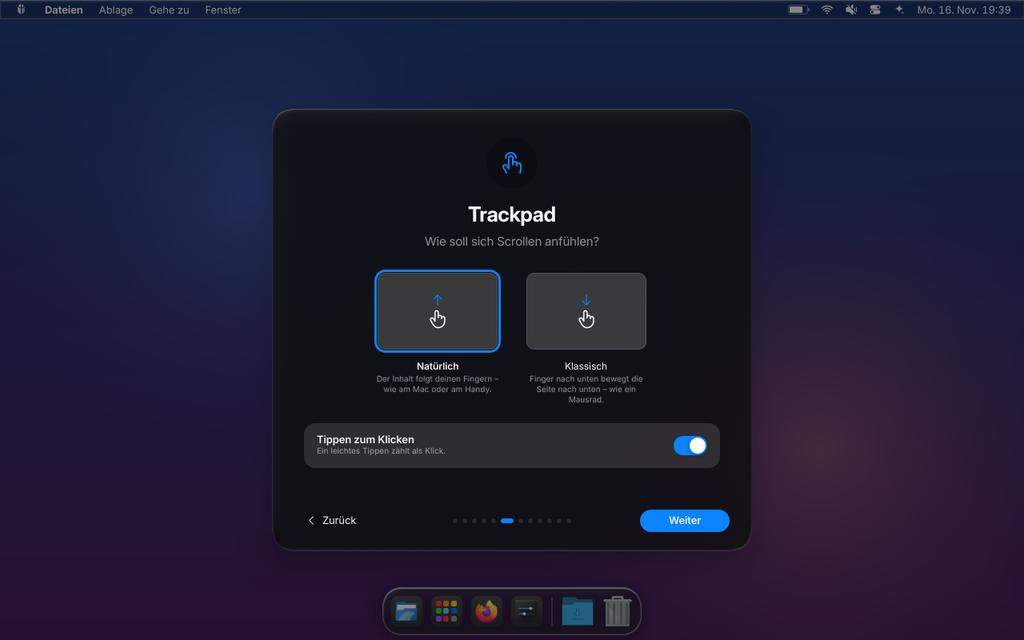 Dateien Ablage Gehe zu Fenster Mo. 16. Nov. 19:39
Trackpad
Wie soll sich Scrollen anfühlen?
Natürlich
Der Inhalt folgt deinen Fingern –
wie am Mac oder am Handy.
Klassisch
Finger nach unten bewegt die
Seite nach unten – wie ein
Mausrad.
Tippen zum Klicken
Ein leichtes Tippen zählt als Klick.
Zurück
Weiter